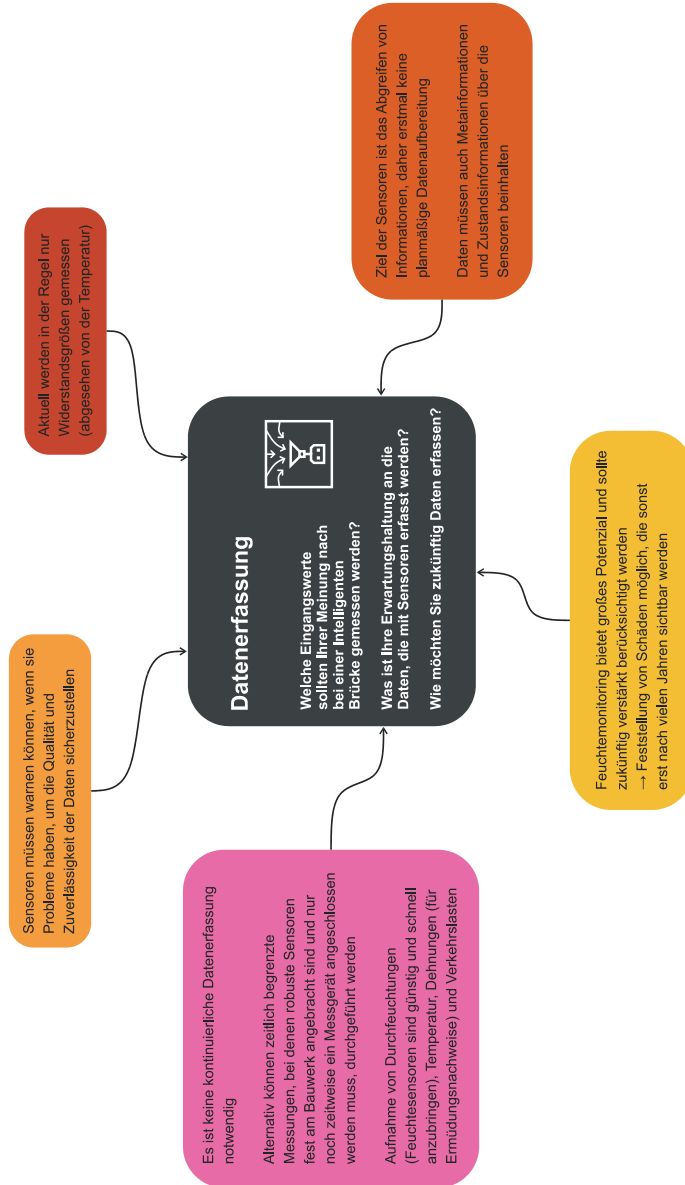 Sensoren müssen warnen können, wenn sie
Probleme haben, um die Qualität und
Zuverlässigkeit der Daten sicherzustellen
Aktuell werden in der Regel nur
Widerstandsgrößen gemessen
(abgesehen von der Temperatur)
Es ist keine kontinuierliche Datenerfassung
notwendig
Alternativ können zeitlich begrenzte
Messungen, bei denen robuste Sensoren
fest am Bauwerk angebracht sind und nur
noch zeitweise ein Messgerät angeschlossen
werden muss, durchgeführt werden
Aufnahme von Durchfeuchtungen
(Feuchtesensoren sind günstig und schnell
anzubringen), Temperatur, Dehnungen (für
Ermüdungsnachweise) und Verkehrslasten
Datenerfassung
Welche Eingangswerte
sollten Ihrer Meinung nach
bei einer Intelligenten
Brücke gemessen werden?
Was ist Ihre Erwartungshaltung an die
Daten, die mit Sensoren erfasst werden?
Wie möchten Sie zukünftig Daten erfassen?
Ziel der Sensoren ist das Abgreifen von
Informationen, daher erstmal keine
planmäßige Datenaufbereitung
Daten müssen auch Metainformationen
und Zustandsinformationen über die
Sensoren beinhalten
Feuchtemonitoring bietet großes Potenzial und sollte
zukünftig verstärkt berücksichtigt werden
→ Feststellung von Schäden möglich, die sonst
erst nach vielen Jahren sichtbar werden